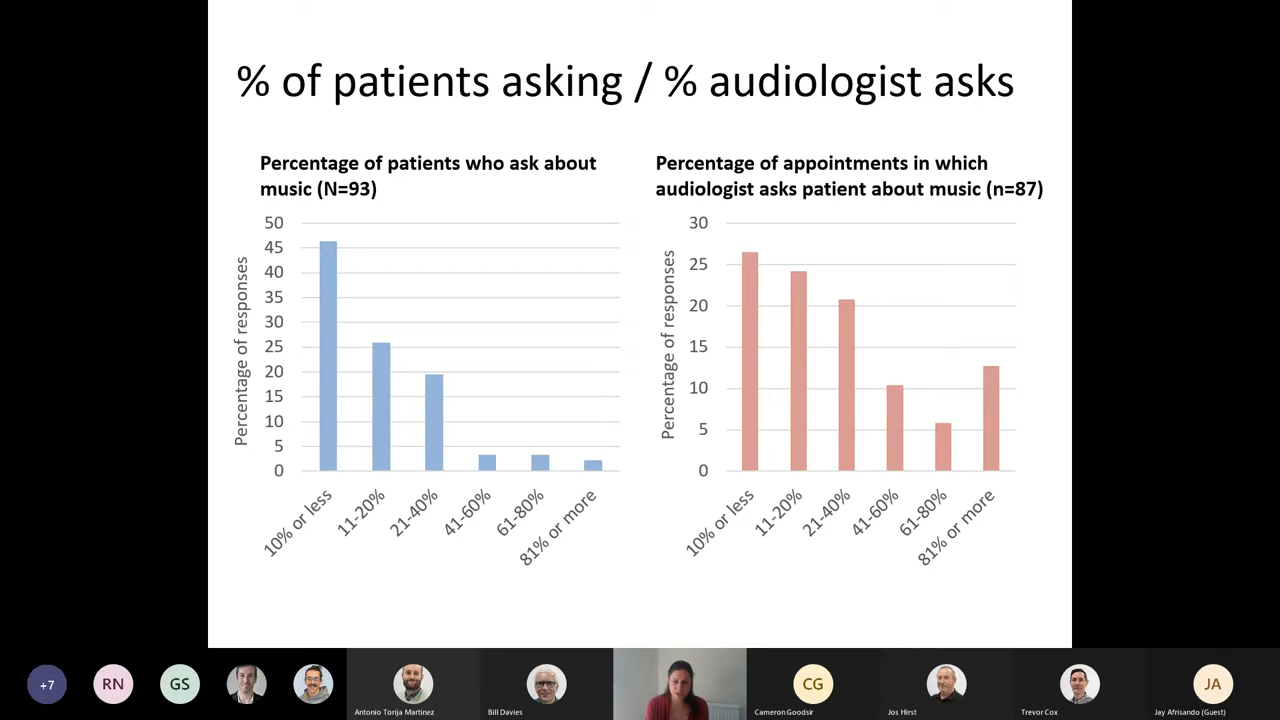 % of patients asking / % audiologist asks
Percentage of patients who ask about
music (N=93)
Percentage of responses
50
45
40
35
30
25
20
15
10
5
0
10% or less
11-20%
21-40%
41-60%
61-80%
81% or more
Percentage of appointments in which
audiologist asks patient about music (n=87)
Percentage of responses
30
25
20
15
10
5
0
10% or less
11-20%
21-40%
41-60%
61-80%
81% or more
+7
RN
GS
Antonio Torija Martinez
Bill Davies
CG
Cameron Goodsir
Jos Hirst
Trevor Cox
JA
Jay Afrisando (Guest)